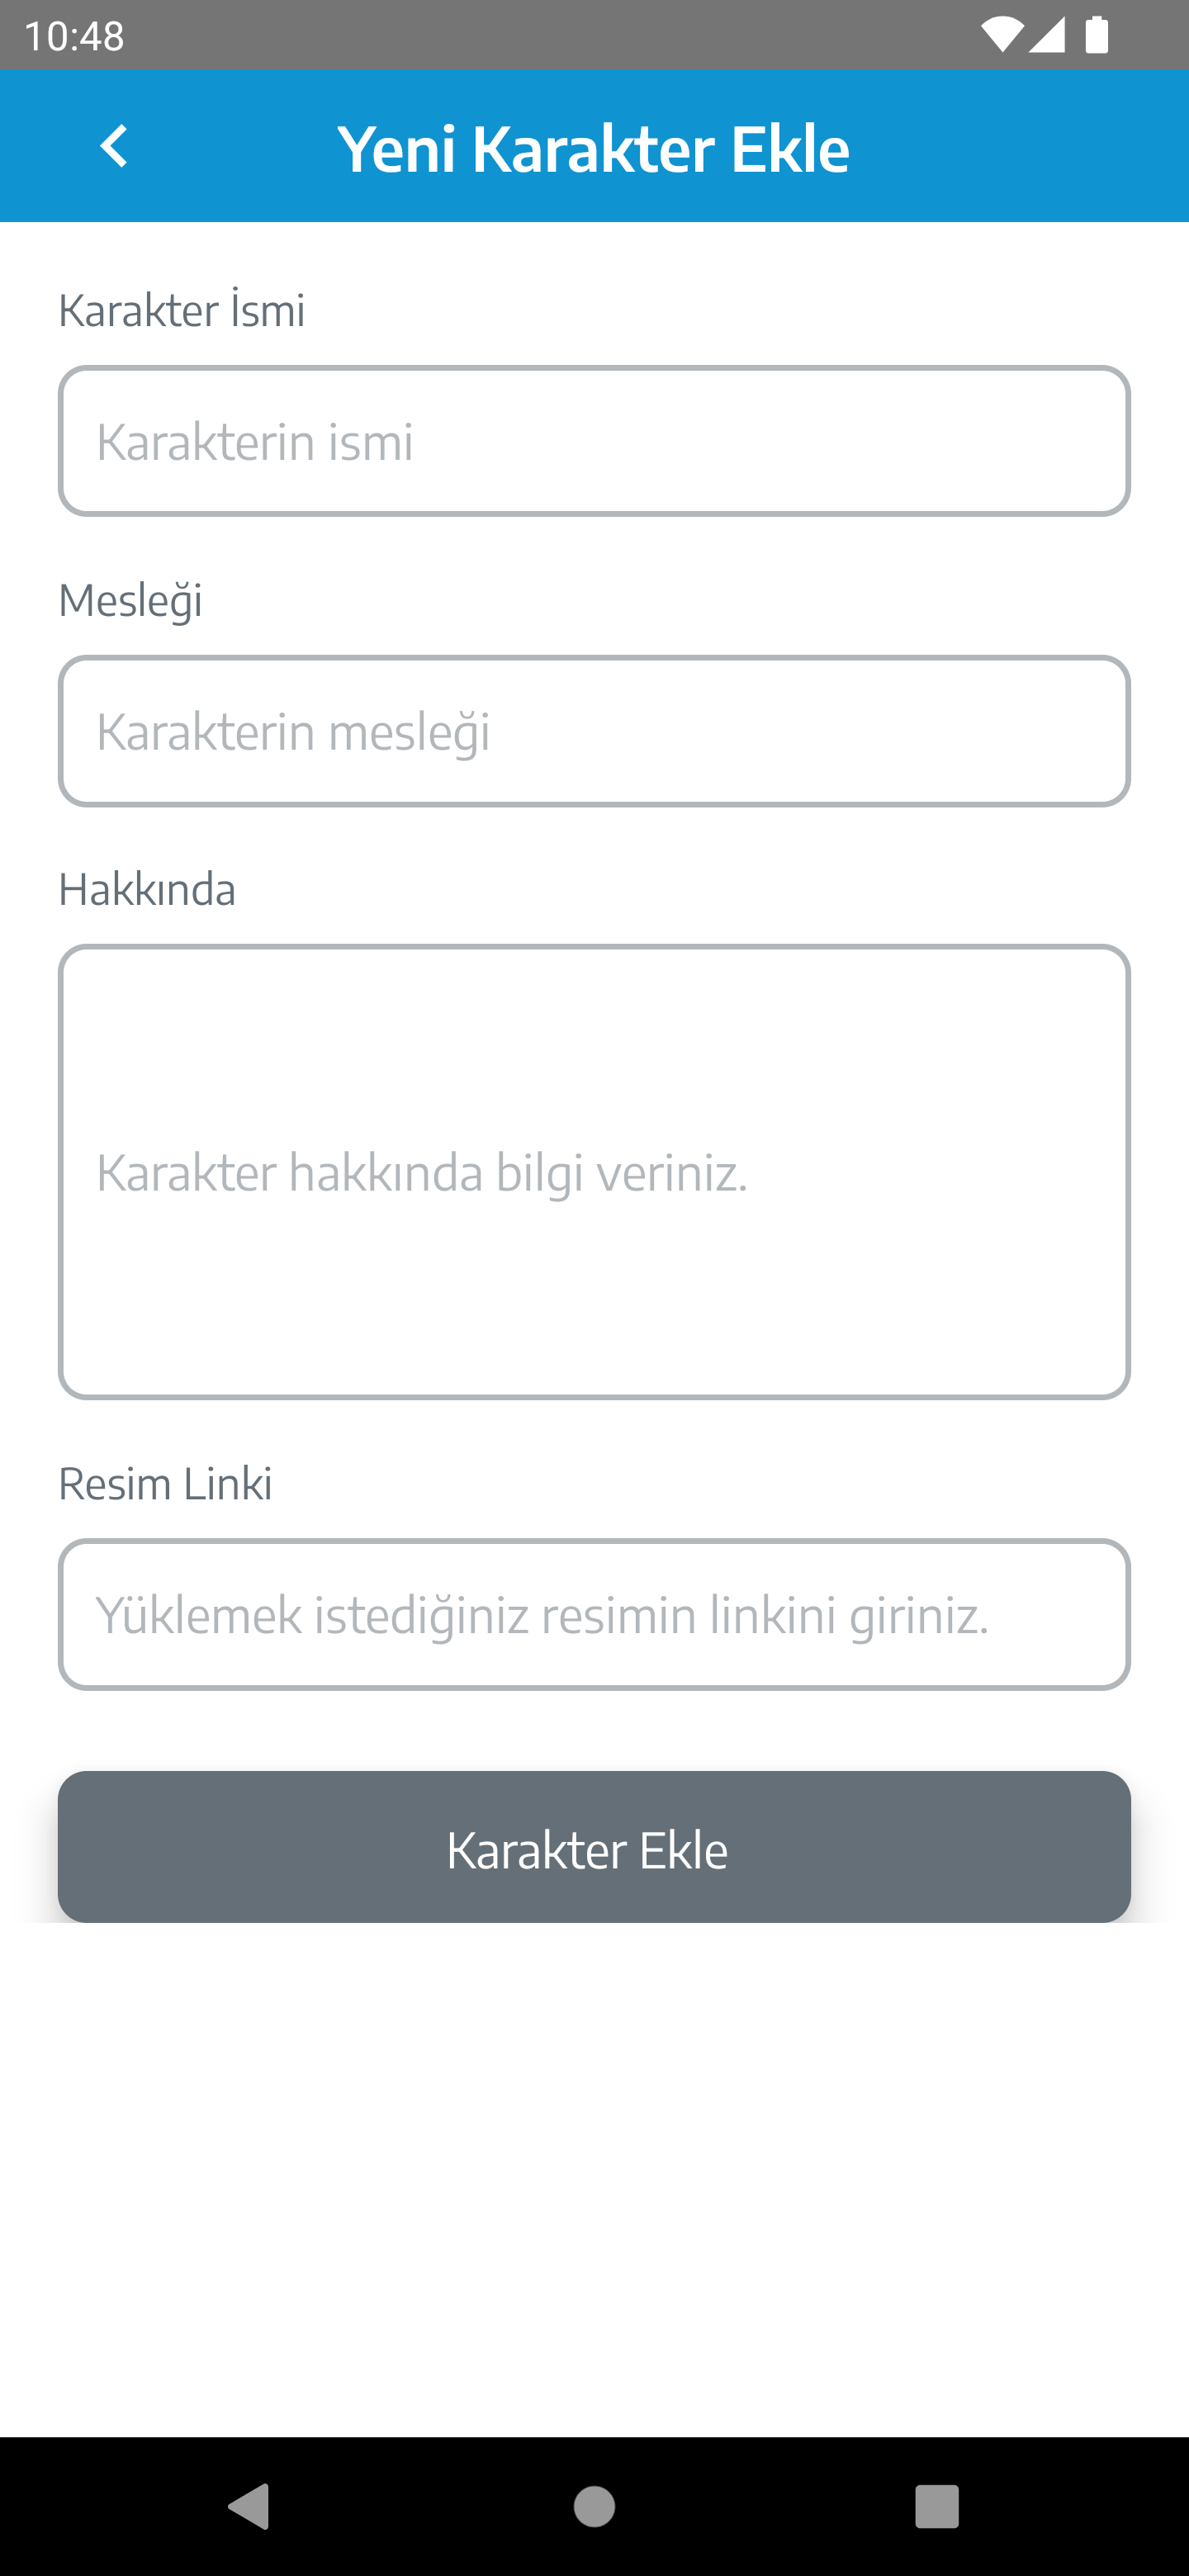 10:48
Yeni Karakter Ekle
Karakter İsmi
Karakterin ismi
Mesleği
Karakterin mesleği
Hakkında
Karakter hakkında bilgi veriniz.
Resim Linki
Yüklemek istediğiniz resimin linkini giriniz.
Karakter Ekle